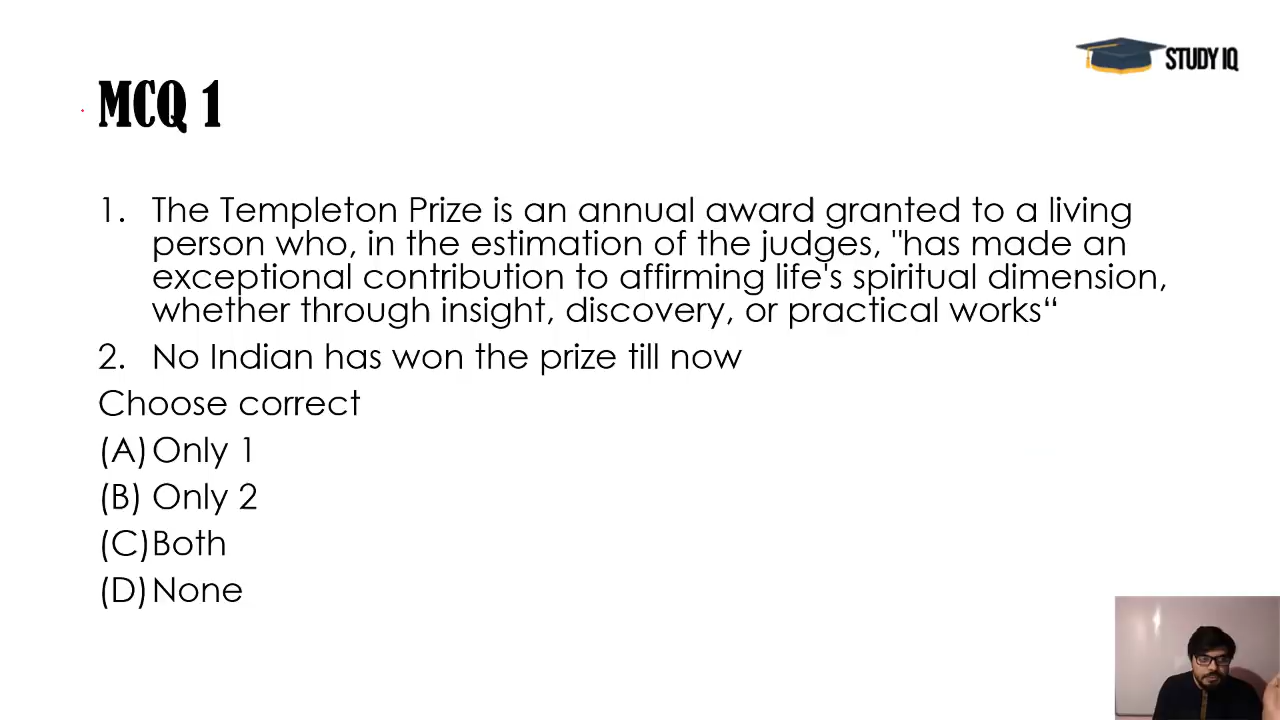 STUDY IQ
MCQ 1
1. The Templeton Prize is an annual award granted to a living
person who, in the estimation of the judges, "has made an
exceptional contribution to affirming life's spiritual dimension,
whether through insight, discovery, or practical works“
2. No Indian has won the prize till now
Choose correct
(A) Only 1
(B) Only 2
(C) Both
(D) None